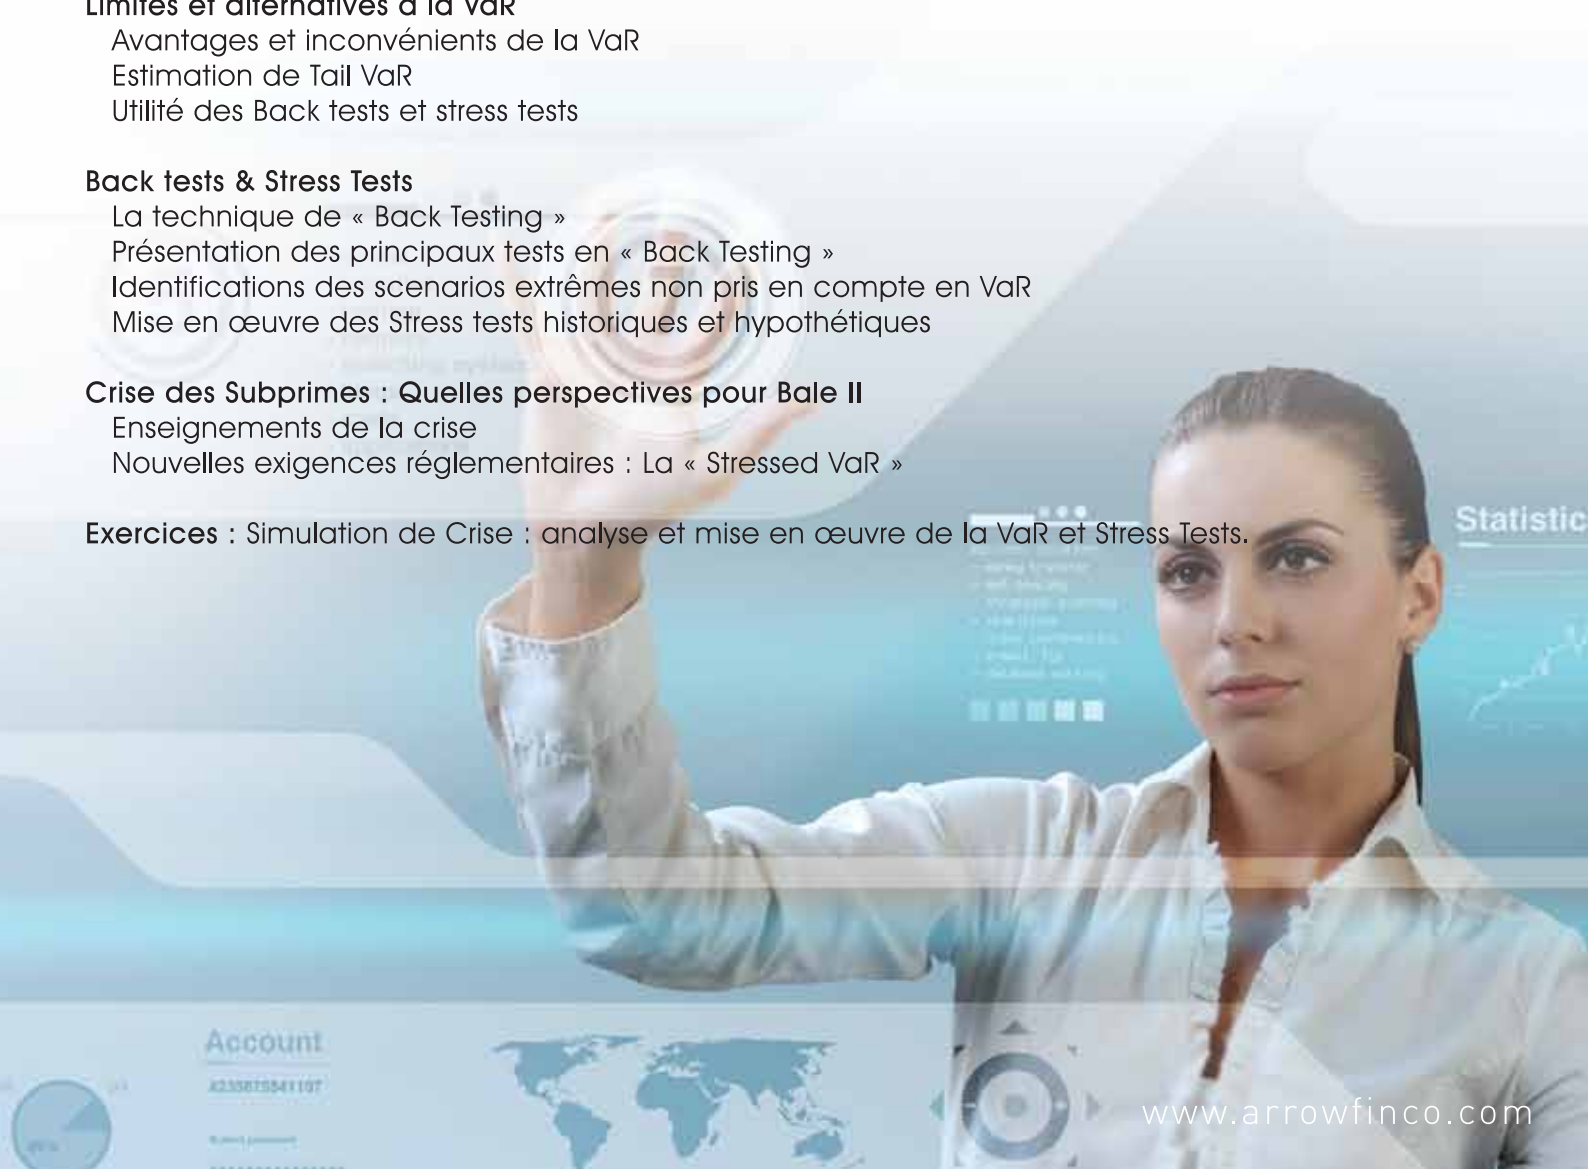 Limites et alternatives à la VaR
Avantages et inconvénients de la VaR
Estimation de Tail VaR
Utilité des Back tests et stress tests
Back tests & Stress Tests
La technique de « Back Testing »
Présentation des principaux tests en « Back Testing »
Identifications des scenarios extrêmes non pris en compte en VaR
Mise en œuvre des Stress tests historiques et hypothétiques
Crise des Subprimes : Quelles perspectives pour Bale II
Enseignements de la crise
Nouvelles exigences réglementaires : La « Stressed VaR »
Exercices : Simulation de Crise : analyse et mise en œuvre de la VaR et Stress Tests.
Statistic
Account
www.arrowfinco.com